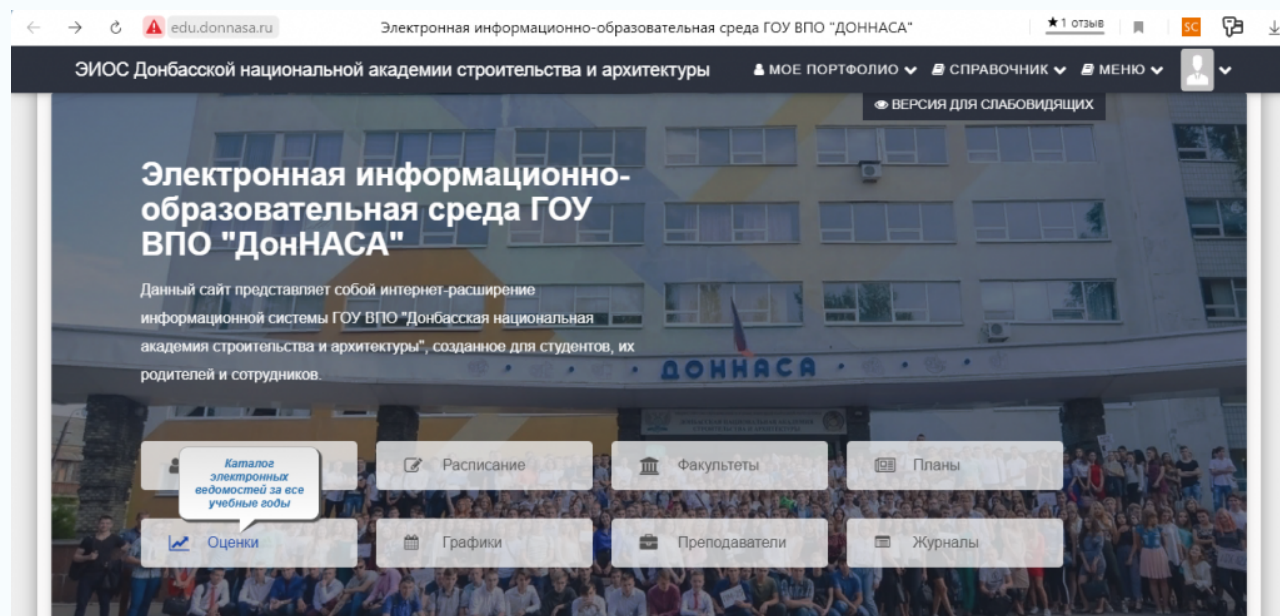 edu.donnasa.ru
Электронная информационно-образовательная среда ГОУ ВПО "ДОННАСА"
★1 отзыв
SC
ЭИОС Донбасской национальной академии строительства и архитектуры
МОЕ ПОРТФОЛИО
СПРАВОЧНИК
МЕНЮ
ВЕРСИЯ ДЛЯ СЛАБОВИДЯЩИХ
Электронная информационно-
образовательная среда ГОУ
ВПО "ДонНАСА"
Данный сайт представляет собой интернет-расширение
информационной системы ГОУ ВПО "Донбасская национальная
академия строительства и архитектуры", созданное для студентов, их
родителей и сотрудников.
ДОННАСА
Каталог
электронных
ведомостей за все
учебные годы
Расписание
Факультеты
Планы
Оценки
Графики
Преподаватели
Журналы